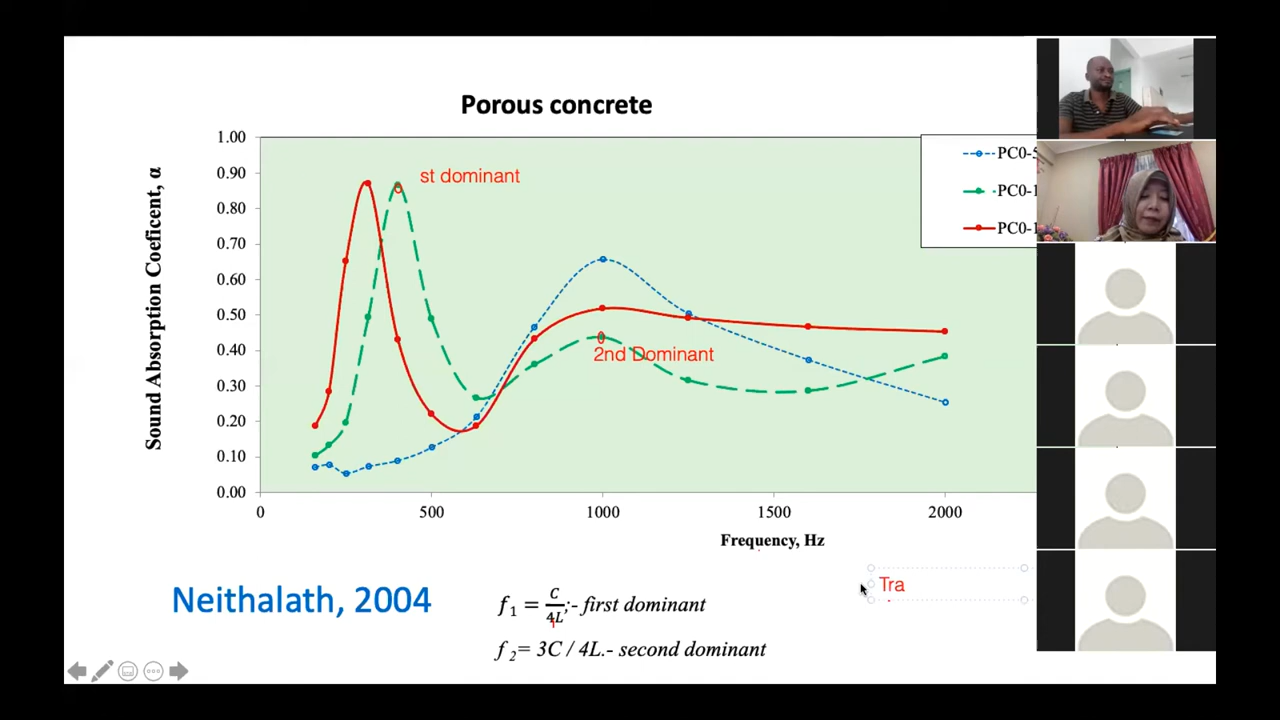 Porous concrete
1.00
0.90
0.80
0.70
0.60
0.50
0.40
0.30
0.20
0.10
0.00
Sound Absorption Coeficent, α
st dominant
2nd Dominant
PC0-5
PC0-1
PC0-1
0 500 1000 1500 2000
Frequency, Hz
Neithalath, 2004
f₁ = C/4L;- first dominant
f₂= 3C / 4L.- second dominant
Tra